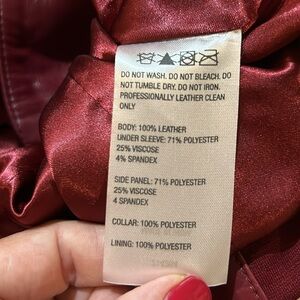 DO NOT WASH. DO NOT BLEACH. DO
NOT TUMBLE DRY. DO NOT IRON.
PROFESSIONALLY LEATHER CLEAN
ONLY
BODY: 100% LEATHER
UNDER SLEEVE: 71% POLYESTER
25% VISCOSE
4% SPANDEX
SIDE PANEL: 71% POLYESTER
25% VISCOSE
4 SPANDEX
COLLAR: 100% POLYESTER
LINING: 100% POLYESTER